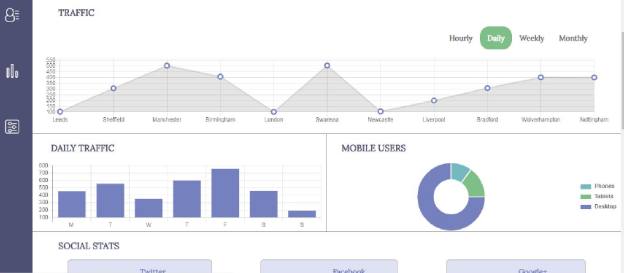 TRAFFIC
Hourly Daily Weekly Monthly
550
500
450
400
350
300
250
200
150
100
Leeds Sheffield Manchester Birmingham London Swansea Newcastle Liverpool Bradford Wolverhampton Nottingham
DAILY TRAFFIC
MOBILE USERS
800
700
600
500
400
300
200
100
M T W T F S S
Phones
Tablets
Desktop
SOCIAL STATS
Twitter Facebook Google+